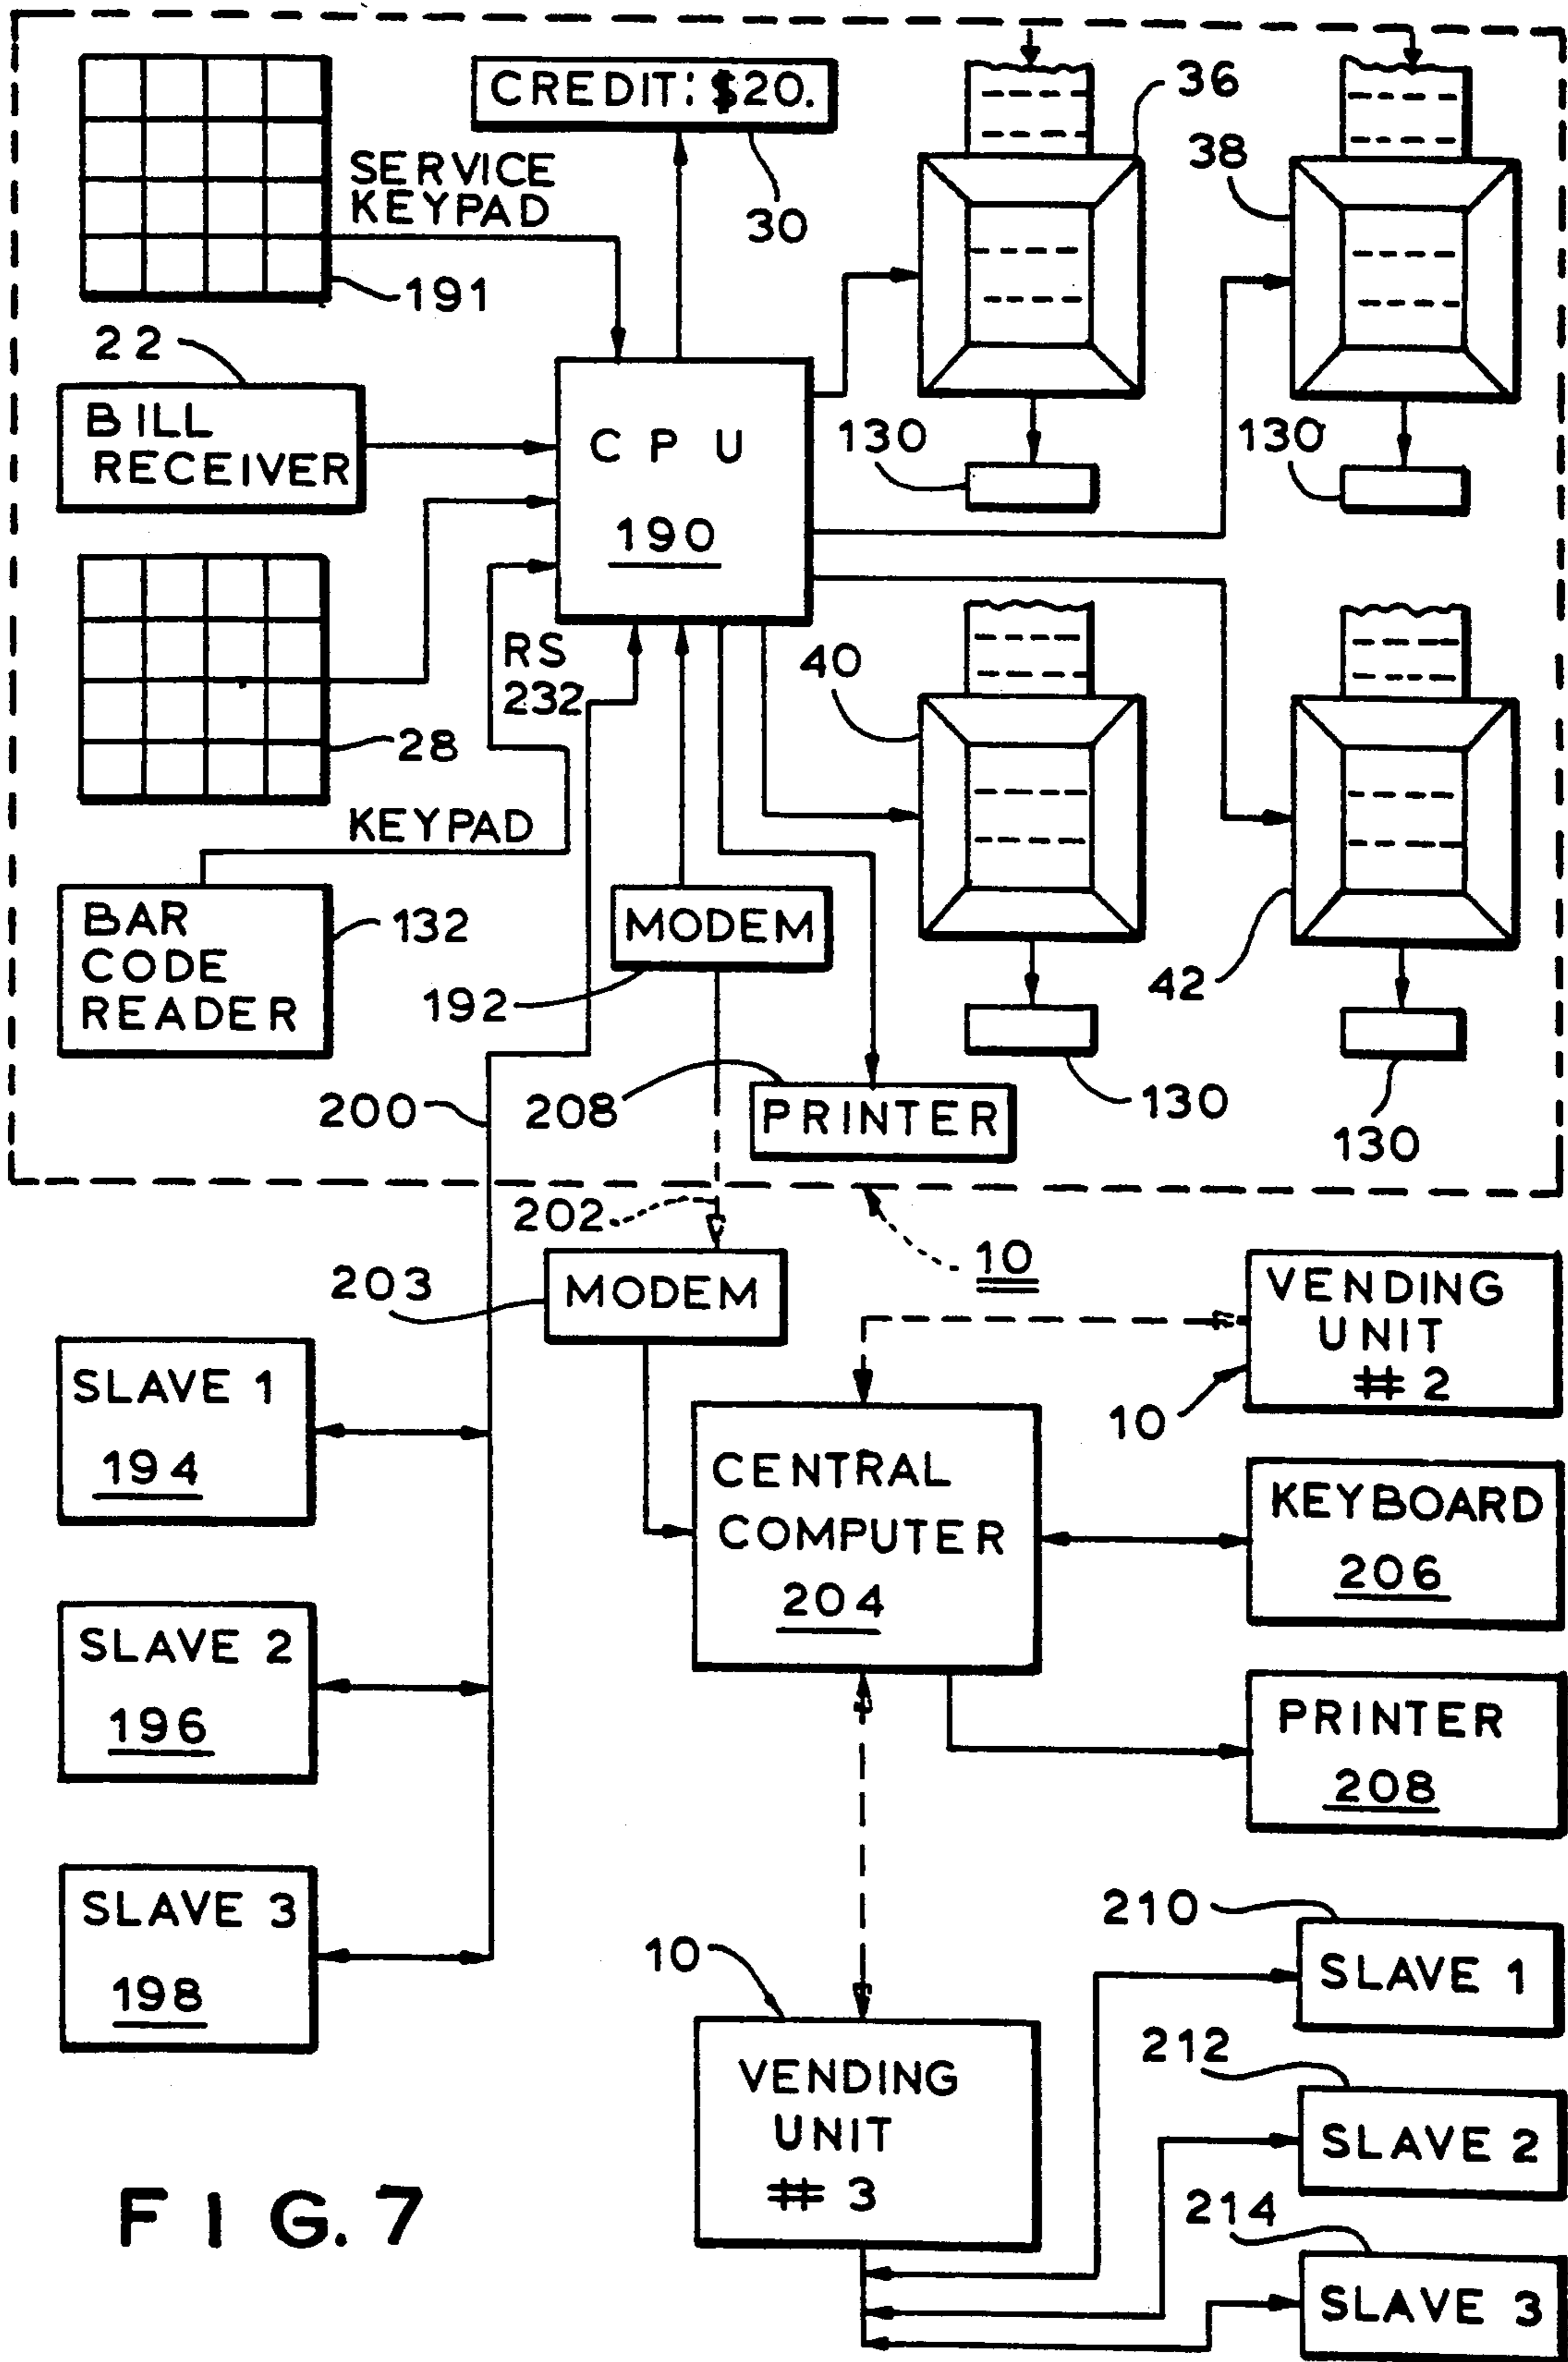 CREDIT: $20.
30
36
38
SERVICE
KEYPAD
191
22
BILL
RECEIVER
CPU
190
130
130
RS
232
40
28
KEYPAD
BAR
CODE
READER
132
MODEM
192
42
200
208
PRINTER
130
130
202
10
203
MODEM
VENDING
UNIT
# 2
10
SLAVE 1
194
CENTRAL
COMPUTER
204
KEYBOARD
206
SLAVE 2
196
PRINTER
208
SLAVE 3
198
10
VENDING
UNIT
# 3
210
SLAVE 1
212
SLAVE 2
214
SLAVE 3
FIG. 7